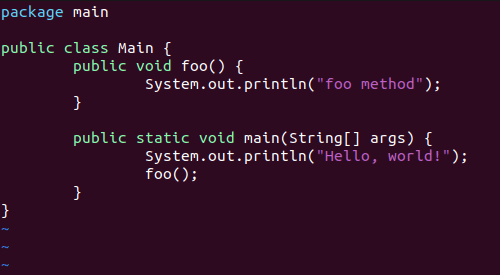 package main

public class Main {
        public void foo() {
                System.out.println("foo method");
        }

        public static void main(String[] args) {
                System.out.println("Hello, world!");
                foo();
        }
}
~
~
~